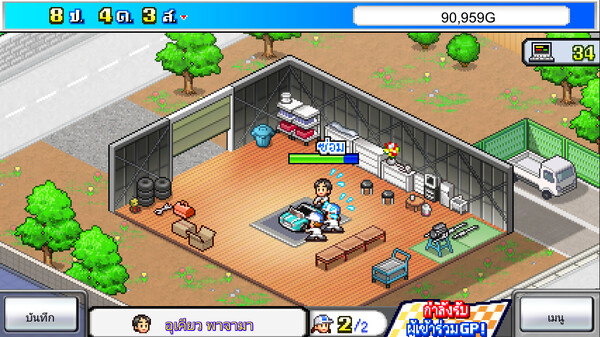 8 ป. 4 ด. 3 ส.
90,959G
34
ซ่อม
บันทึก
อุเคียว พาจามา
2/2
กำลังรับ
ผู้เข้าร่วม GP!
เมนู